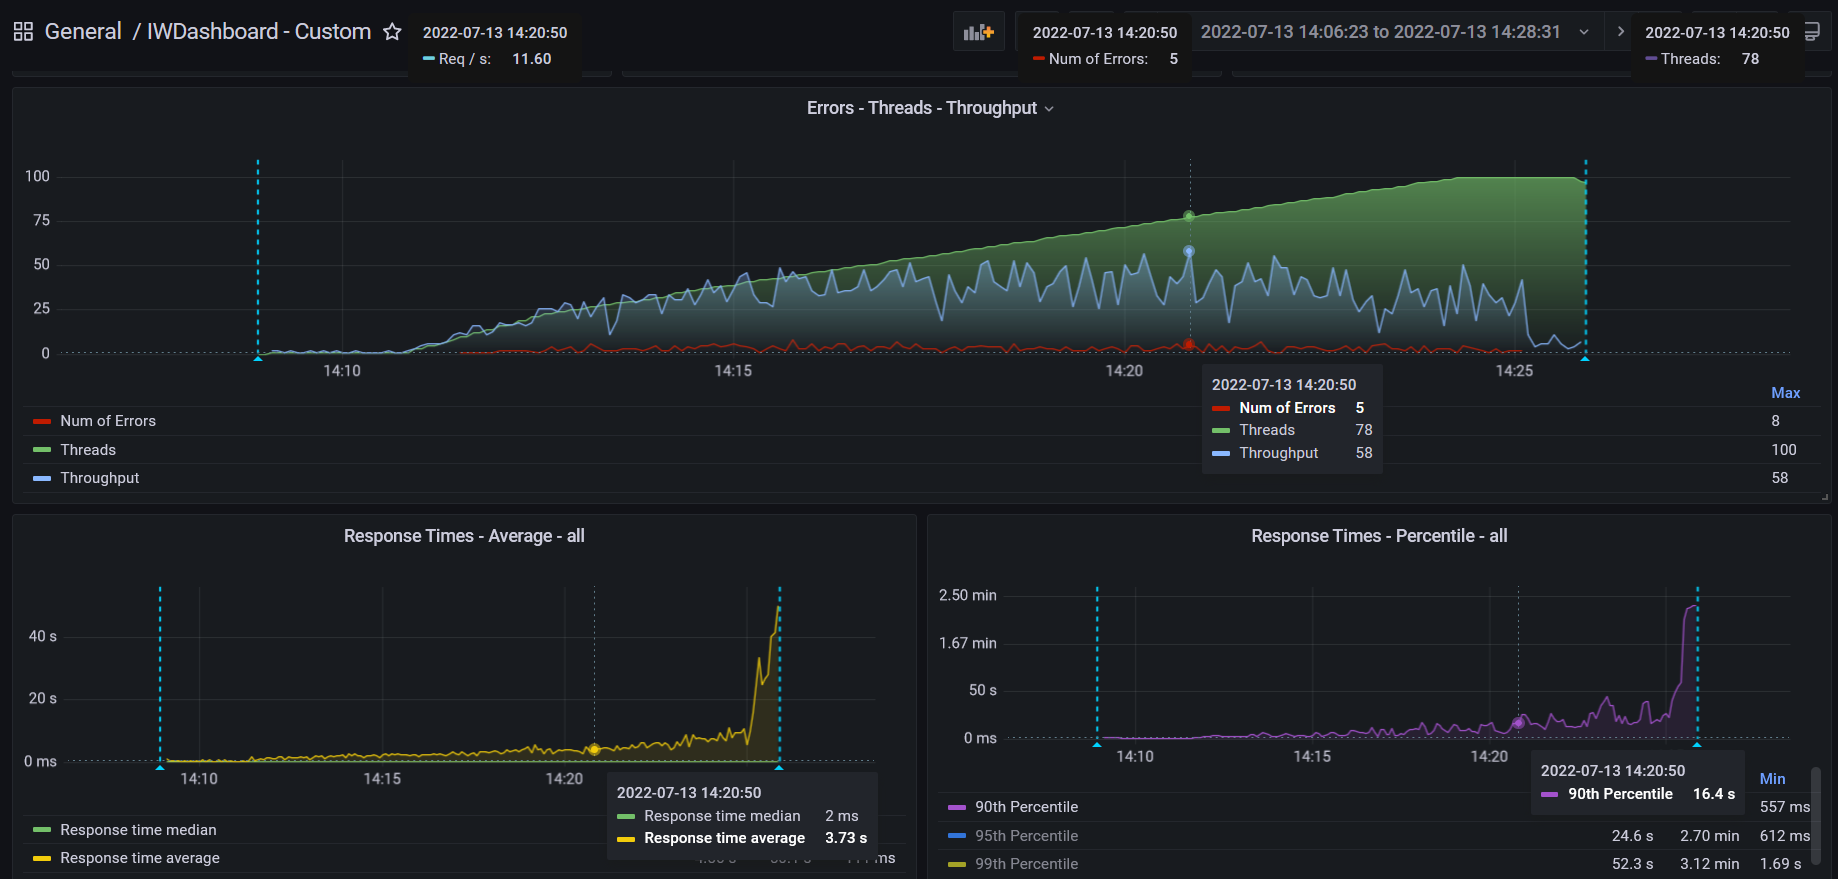 General / IWDashboard - Custom
2022-07-13 14:20:50
Req / s: 11.60
2022-07-13 14:20:50
Num of Errors: 5
2022-07-13 14:06:23 to 2022-07-13 14:28:31
2022-07-13 14:20:50
Threads: 78
Errors - Threads - Throughput
100
75
50
25
0
14:10 14:15 14:20 14:25
2022-07-13 14:20:50
Num of Errors 5
Threads 78
Throughput 58
Max
Num of Errors 8
Threads 100
Throughput 58
Response Times - Average - all
40 s
20 s
0 ms
14:10 14:15 14:20
2022-07-13 14:20:50
Response time median 2 ms
Response time average 3.73 s
Response time median
Response time average ms
Response Times - Percentile - all
2.50 min
1.67 min
50 s
0 ms
14:10 14:15 14:20
2022-07-13 14:20:50
90th Percentile 16.4 s
Min
90th Percentile 557 ms
95th Percentile 24.6 s 2.70 min 612 ms
99th Percentile 52.3 s 3.12 min 1.69 s